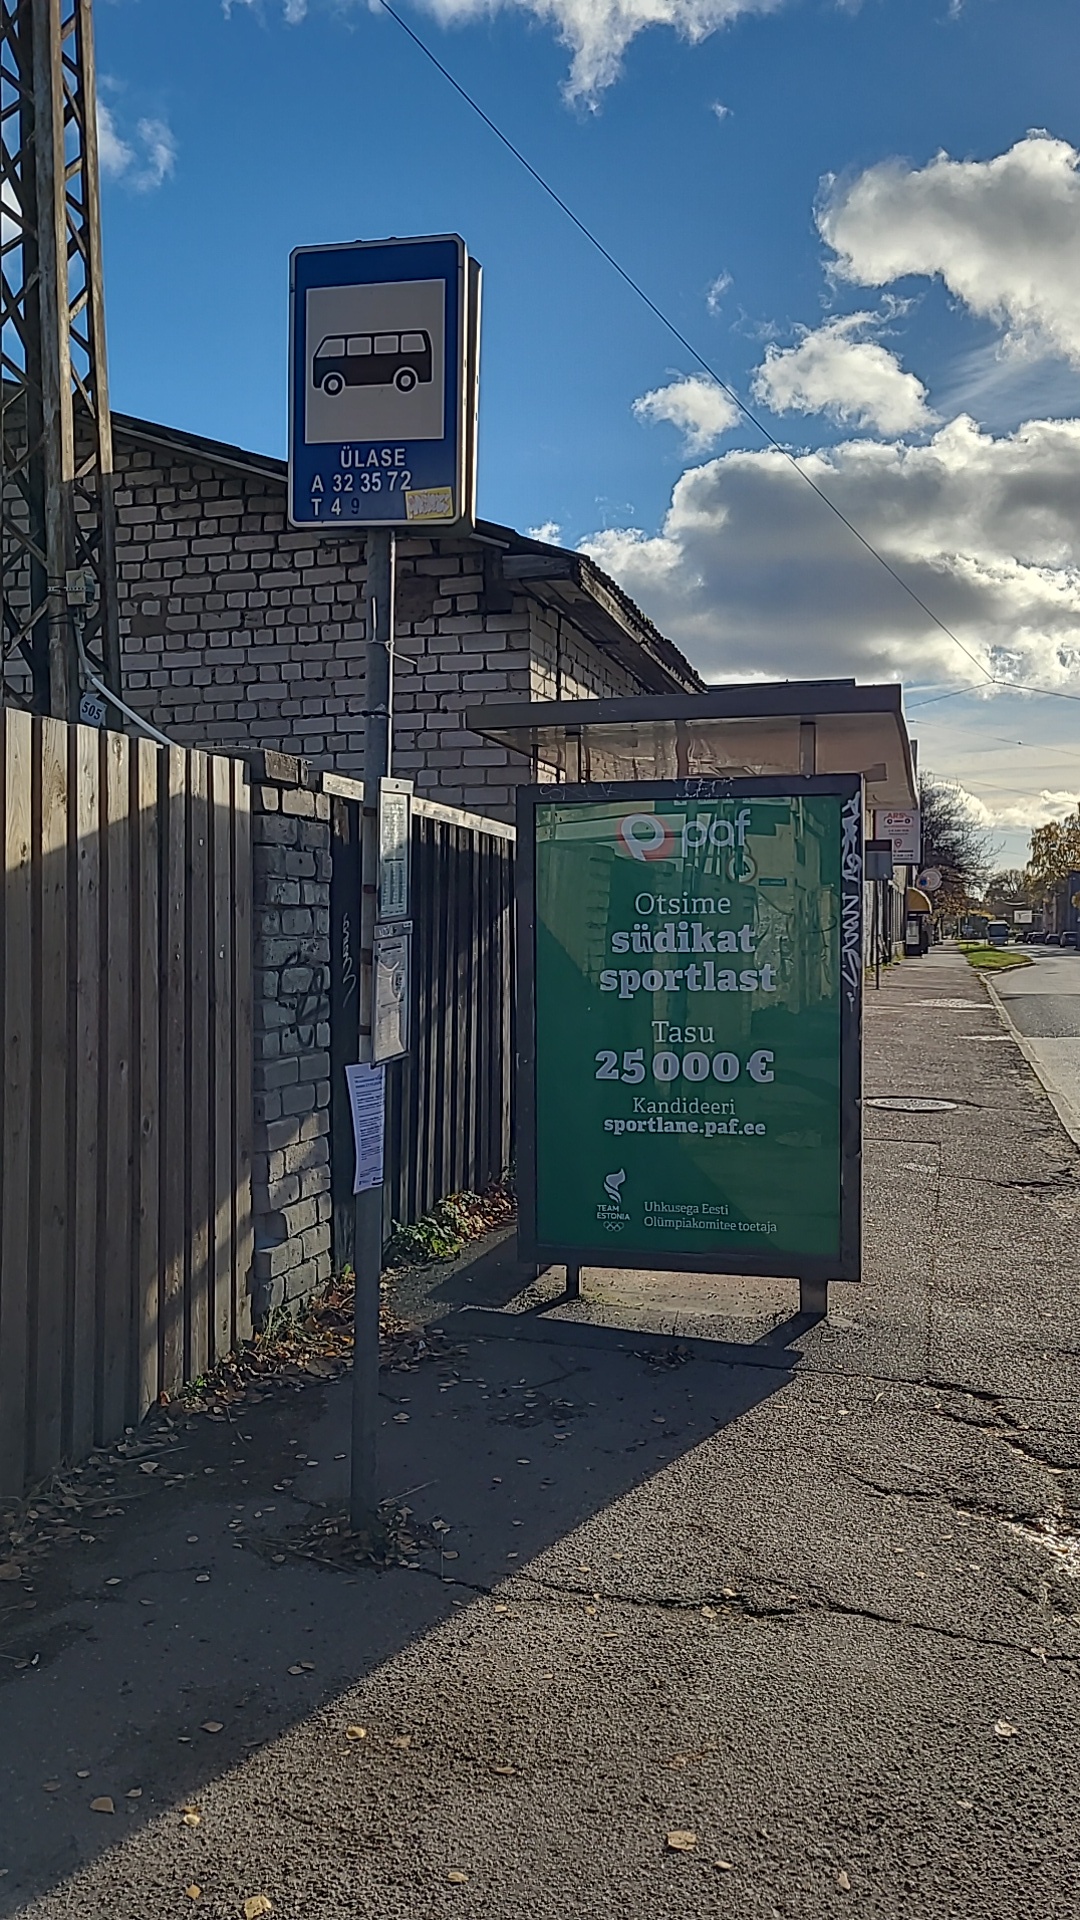 ÜLASE
A 32 35 72
T 4 9
505
paf
Otsime
südikat
sportlast
Tasu
25 000 €
Kandideeri
sportlane.paf.ee
TEAM
ESTONIA
Uhkusega Eesti
Olümpiakomitee toetaja